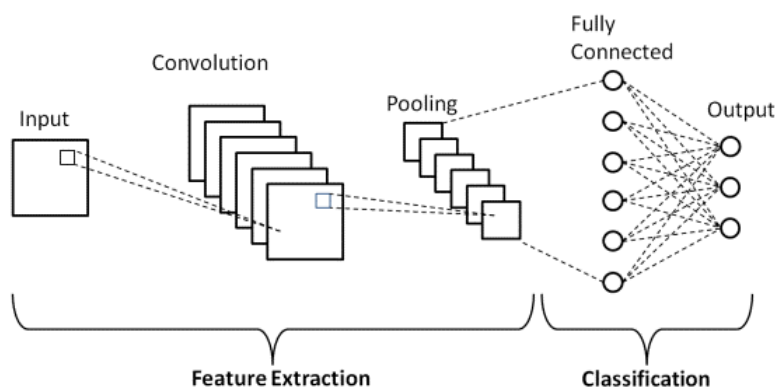 Input
Convolution
Pooling
Fully
Connected
Output
Feature Extraction
Classification